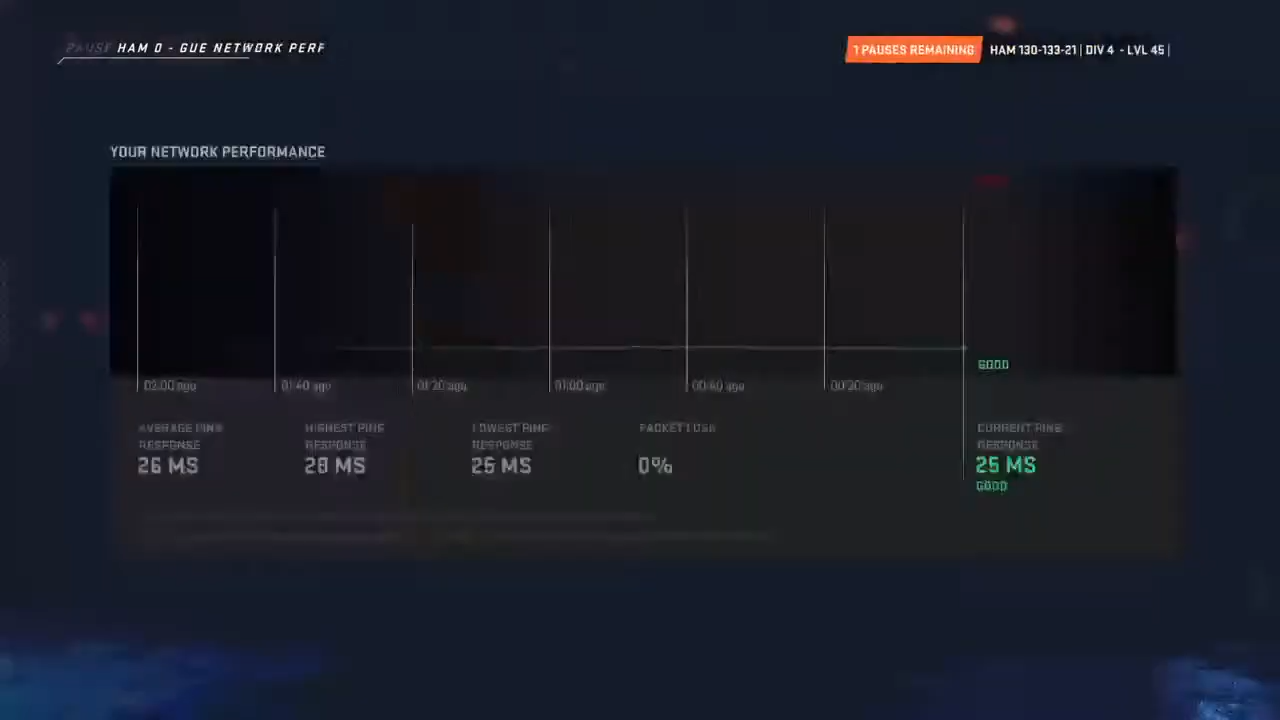 PAUSE HAM 0 - GUE NETWORK PERF
1 PAUSES REMAINING HAM 130-133-21 | DIV 4 - LVL 45 |
YOUR NETWORK PERFORMANCE
GOOD
02:00 ago 01:40 ago 01:20 ago 01:00 ago 00:40 ago 00:20 ago
AVERAGE PING HIGHEST PING LOWEST PING PACKET LOSS CURRENT PING
RESPONSE RESPONSE RESPONSE RESPONSE
26 MS 28 MS 25 MS 0% 25 MS
GOOD